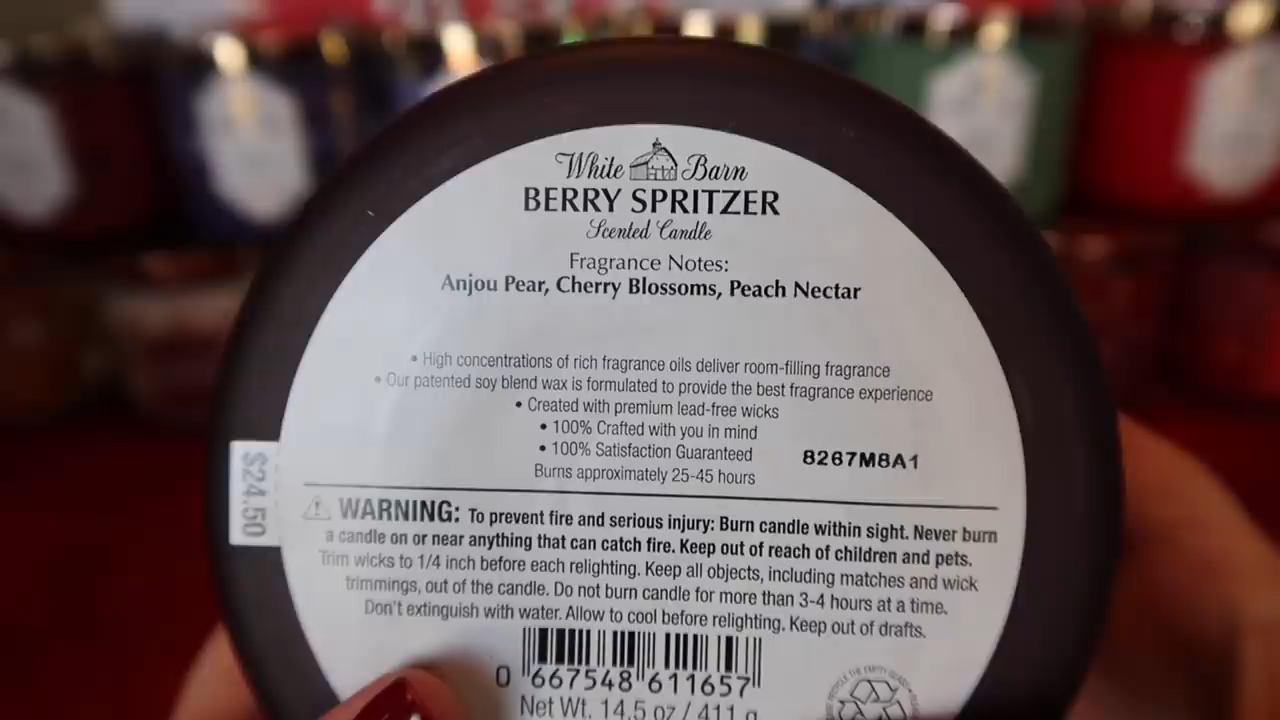 White Barn
BERRY SPRITZER
Scented Candle
Fragrance Notes:
Anjou Pear, Cherry Blossoms, Peach Nectar
• High concentrations of rich fragrance oils deliver room-filling fragrance
• Our patented soy blend wax is formulated to provide the best fragrance experience
• Created with premium lead-free wicks
• 100% Crafted with you in mind
• 100% Satisfaction Guaranteed
Burns approximately 25-45 hours
8267M8A1
$24.50
WARNING: To prevent fire and serious injury: Burn candle within sight. Never burn
a candle on or near anything that can catch fire. Keep out of reach of children and pets.
Trim wicks to 1/4 inch before each relighting. Keep all objects, including matches and wick
trimmings, out of the candle. Do not burn candle for more than 3-4 hours at a time.
Don't extinguish with water. Allow to cool before relighting. Keep out of drafts.
0 667548 611657
Net Wt. 14.5 oz / 411 g
RECYCLE THE EMPTY GLASS